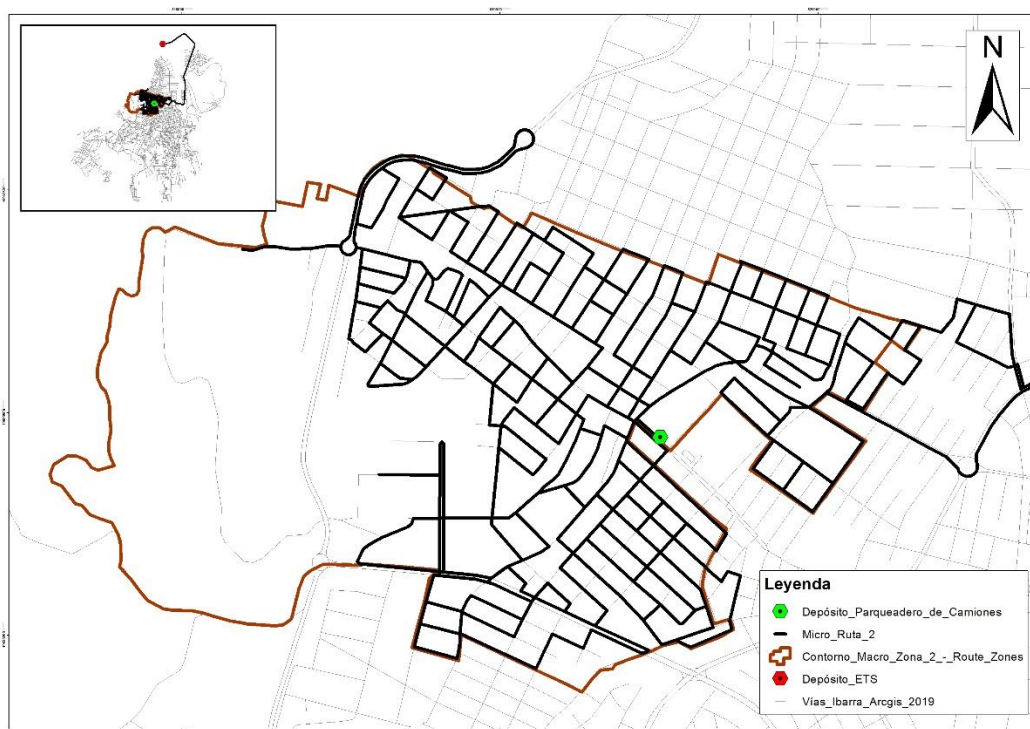 N
Leyenda
Depósito_Parqueadero_de_Camiones
Micro_Ruta_2
Contorno_Macro_Zona_2_-_Route_Zones
Depósito_ETS
Vías_Ibarra_Arcgis_2019